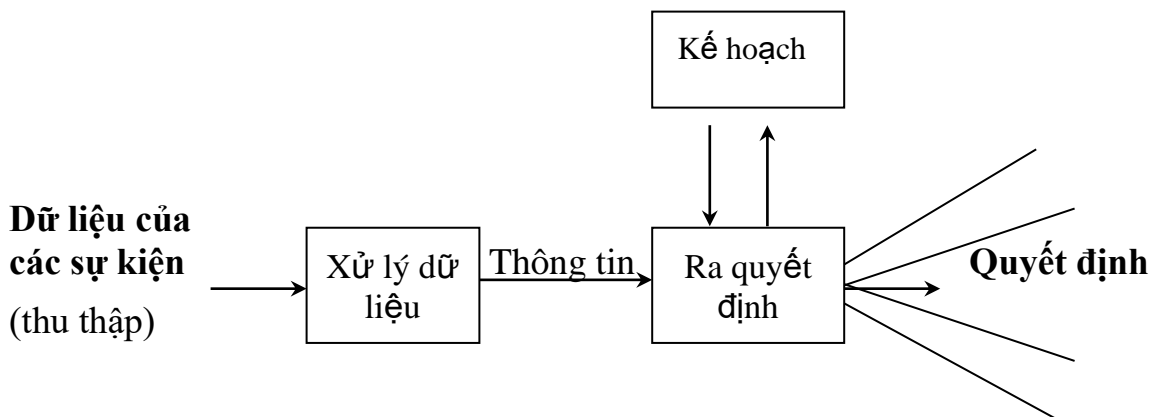 Kế hoạch
Dữ liệu của
các sự kiện
(thu thập)
Xử lý dữ
liệu
Thông tin
Ra quyết
định
Quyết định